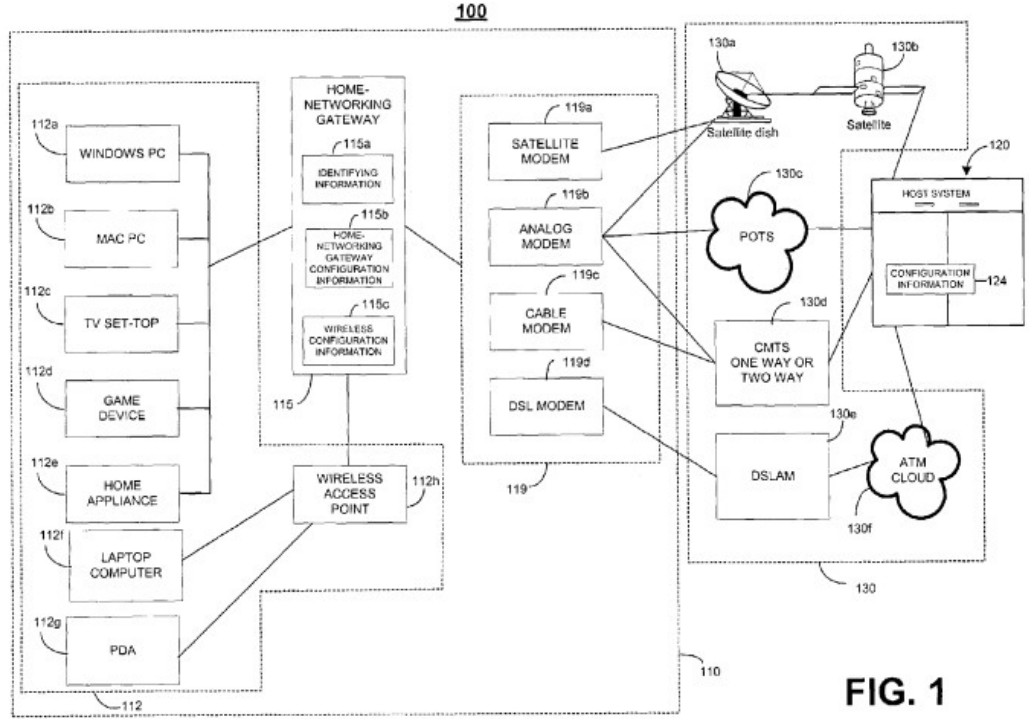 100
112a
WINDOWS PC
112b
MAC PC
112c
TV SET-TOP
112d
GAME
DEVICE
112e
HOME
APPLIANCE
112f
LAPTOP
COMPUTER
112g
PDA
112
HOME-
NETWORKING
GATEWAY
115a
IDENTIFYING
INFORMATION
115b
HOME-
NETWORKING
GATEWAY
CONFIGURATION
INFORMATION
115c
WIRELESS
CONFIGURATION
INFORMATION
115
WIRELESS
ACCESS
POINT
112h
119a
SATELLITE
MODEM
119b
ANALOG
MODEM
119c
CABLE
MODEM
119d
DSL MODEM
119
110
130a
Satellite dish
130b
Satellite
130c
POTS
130d
CMTS
ONE WAY OR
TWO WAY
130e
DSLAM
ATM
CLOUD
130f
130
120
HOST SYSTEM
CONFIGURATION
INFORMATION
124
FIG. 1